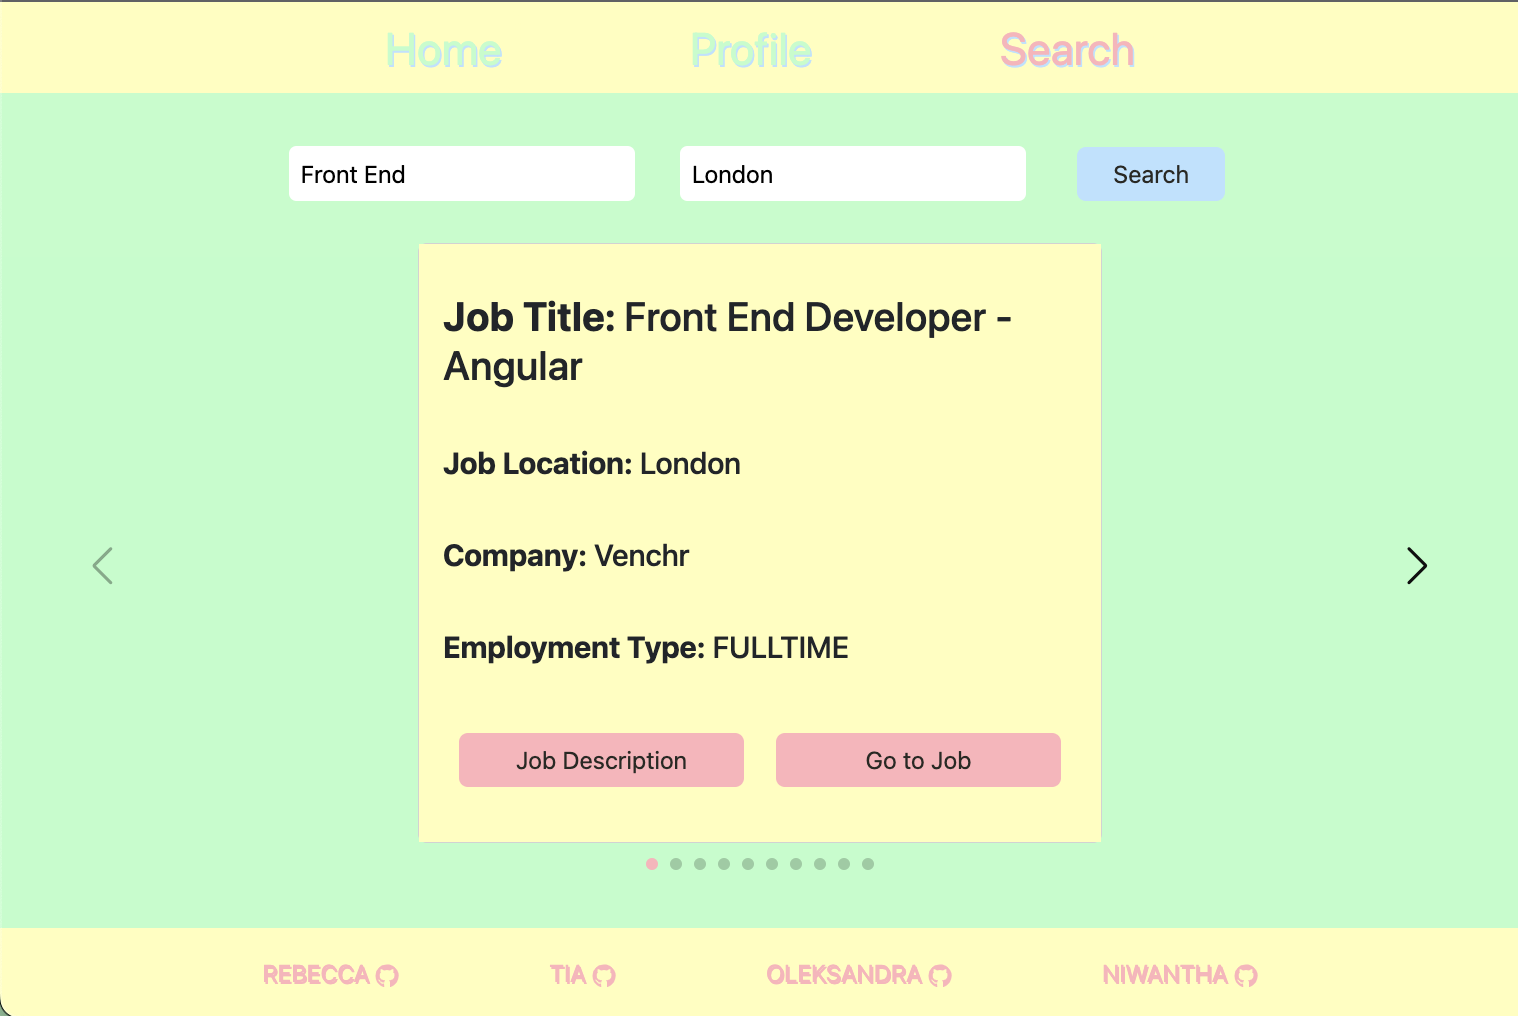 Home Profile Search
Front End London Search
Job Title: Front End Developer -
Angular
Job Location: London
Company: Venchr
Employment Type: FULLTIME
Job Description Go to Job
REBECCA TIA OLEKSANDRA NIWANTHA